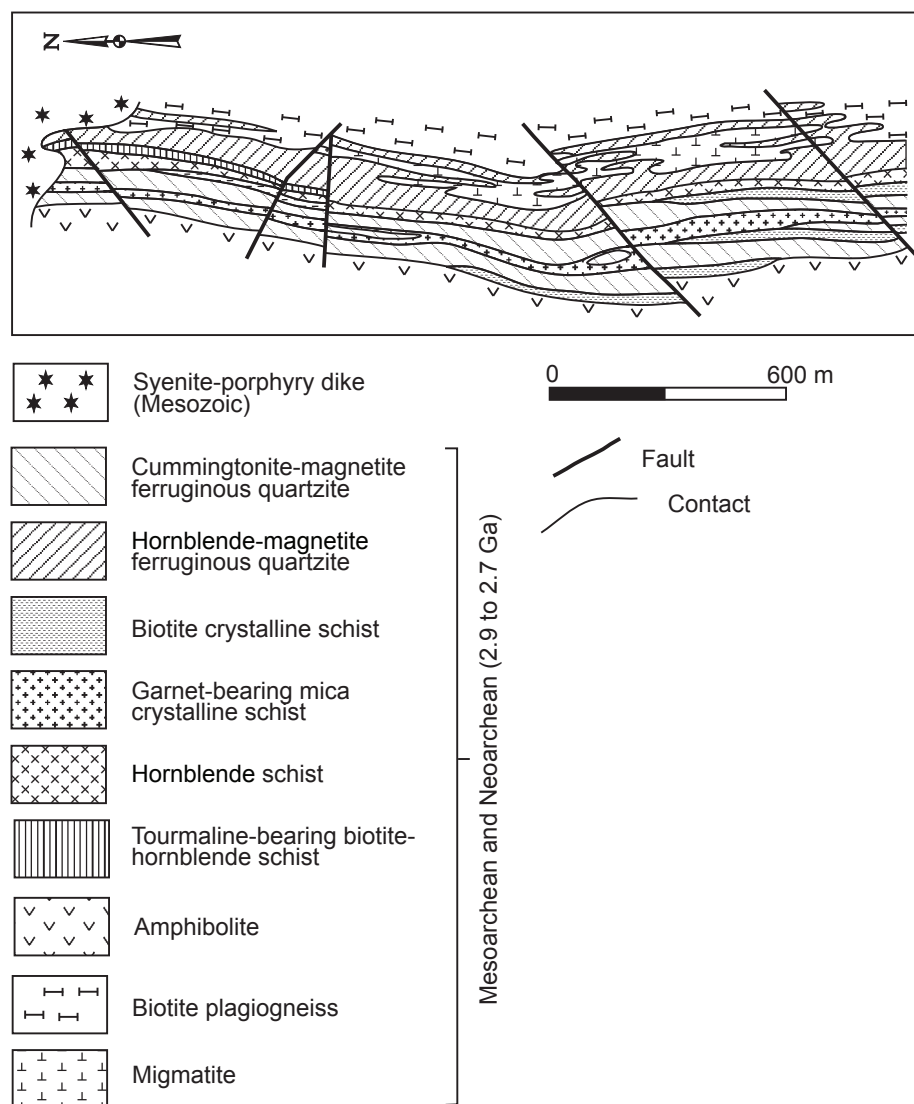 N
Syenite-porphyry dike
(Mesozoic)
Cummingtonite-magnetite
ferruginous quartzite
Hornblende-magnetite
ferruginous quartzite
Biotite crystalline schist
Garnet-bearing mica
crystalline schist
Hornblende schist
Tourmaline-bearing biotite-
hornblende schist
Amphibolite
Biotite plagiogneiss
Migmatite
Mesoarchean and Neoarchean (2.9 to 2.7 Ga)
0 600 m
Fault
Contact